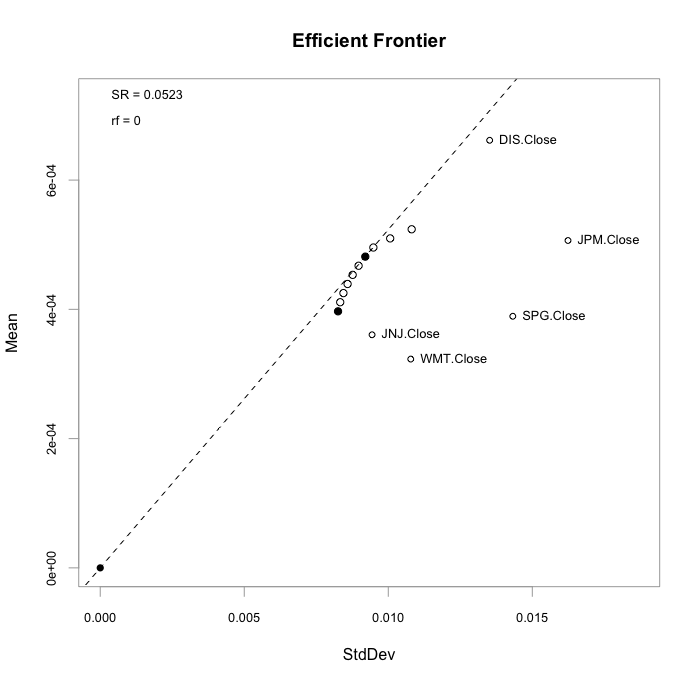 Efficient Frontier
SR = 0.0523
rf = 0
DIS.Close
JPM.Close
SPG.Close
JNJ.Close
WMT.Close
Mean
6e-04
4e-04
2e-04
0e+00
0.000
0.005
0.010
0.015
StdDev